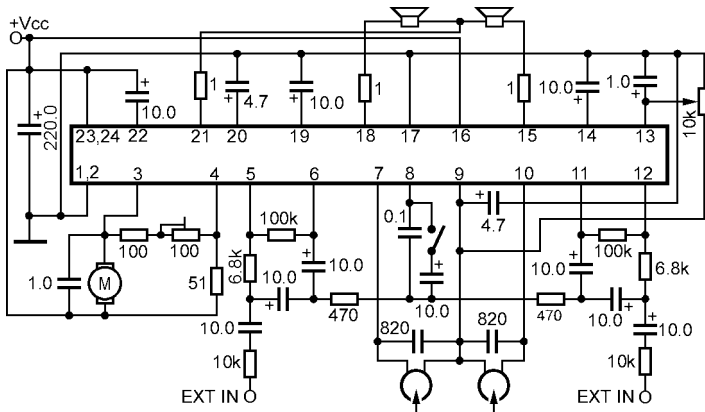 +Vcc
1 4.7 10.0 1 1 10.0 1.0 10k
220.0 10.0
23,24 22 21 20 19 18 17 16 15 14 13
1,2 3 4 5 6 7 8 9 10 11 12
100k 0.1 4.7 100k
100 100 6.8k 10.0 10.0 6.8k
1.0 M 51 10.0 10.0 10.0 10.0
10.0 470 470
820 820
10k 10k
EXT IN EXT IN